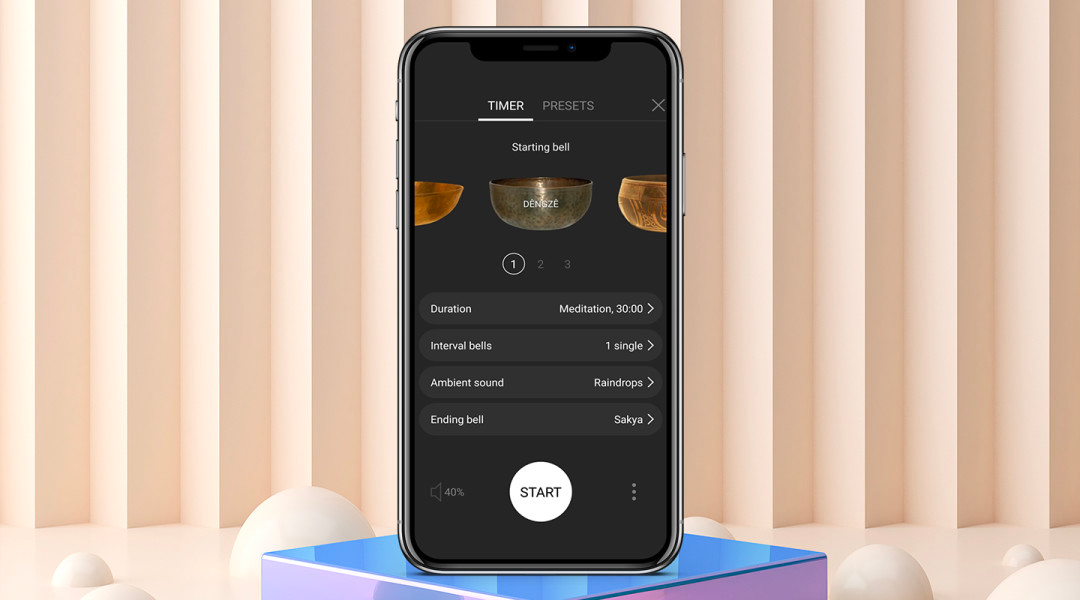 TIMER PRESETS
Starting bell
DĒNGZĒ
1 2 3
Duration Meditation, 30:00
Interval bells 1 single
Ambient sound Raindrops
Ending bell Sakya
40% START